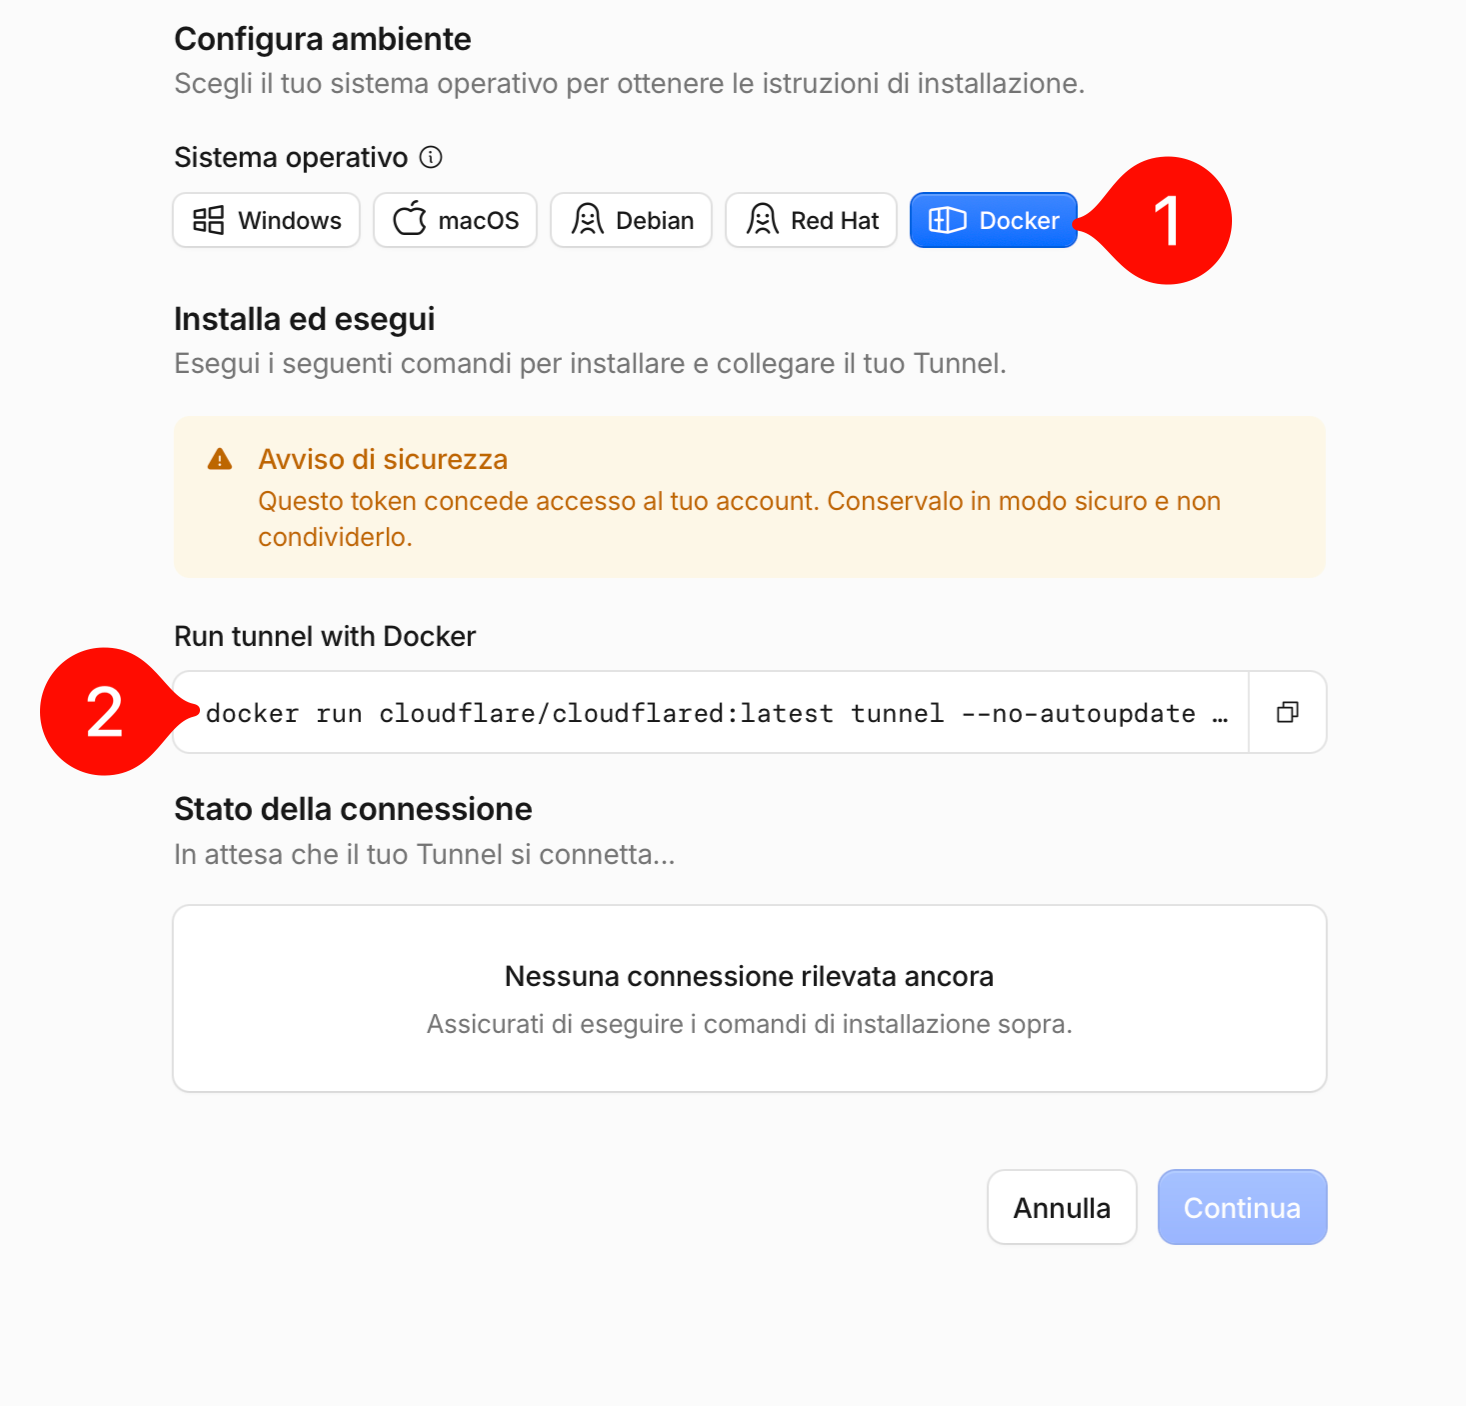 Configura ambiente
Scegli il tuo sistema operativo per ottenere le istruzioni di installazione.
Sistema operativo
Windows
macOS
Debian
Red Hat
Docker
1
Installa ed esegui
Esegui i seguenti comandi per installare e collegare il tuo Tunnel.
Avviso di sicurezza
Questo token concede accesso al tuo account. Conservalo in modo sicuro e non
condividerlo.
Run tunnel with Docker
2
docker run cloudflare/cloudflared:latest tunnel --no-autoupdate …
Stato della connessione
In attesa che il tuo Tunnel si connetta...
Nessuna connessione rilevata ancora
Assicurati di eseguire i comandi di installazione sopra.
Annulla
Continua